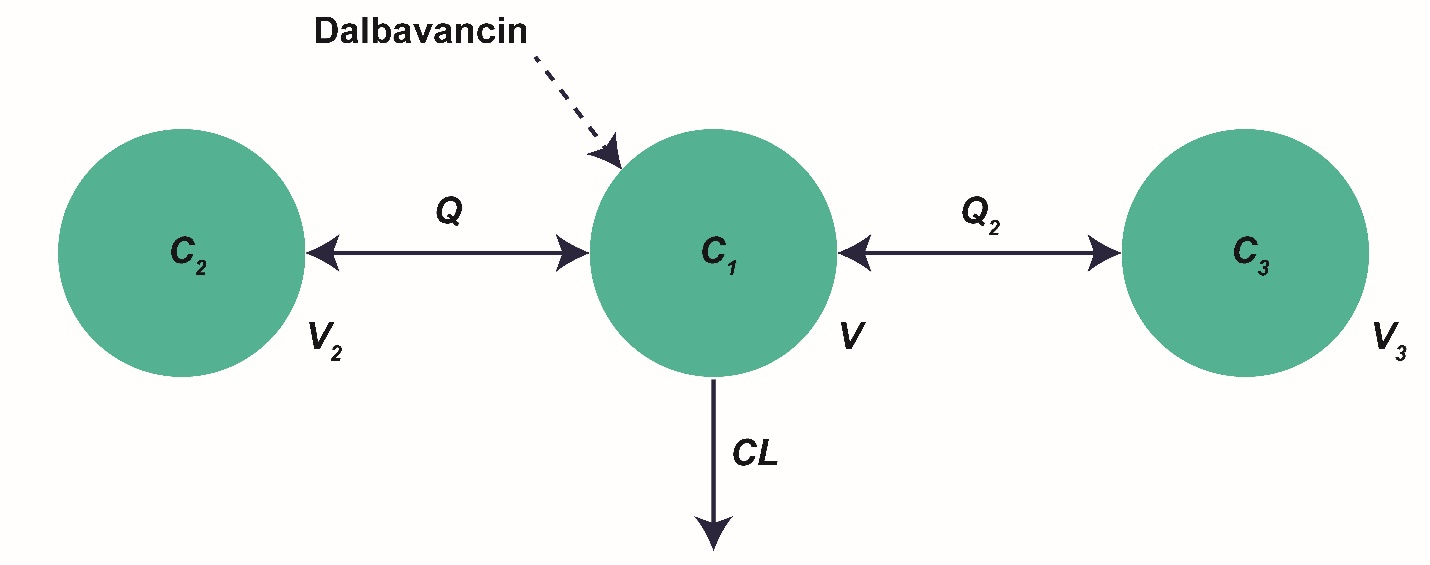 Dalbavancin
Q
Q₂
C₂
C₁
C₃
V₂
V
V₃
CL